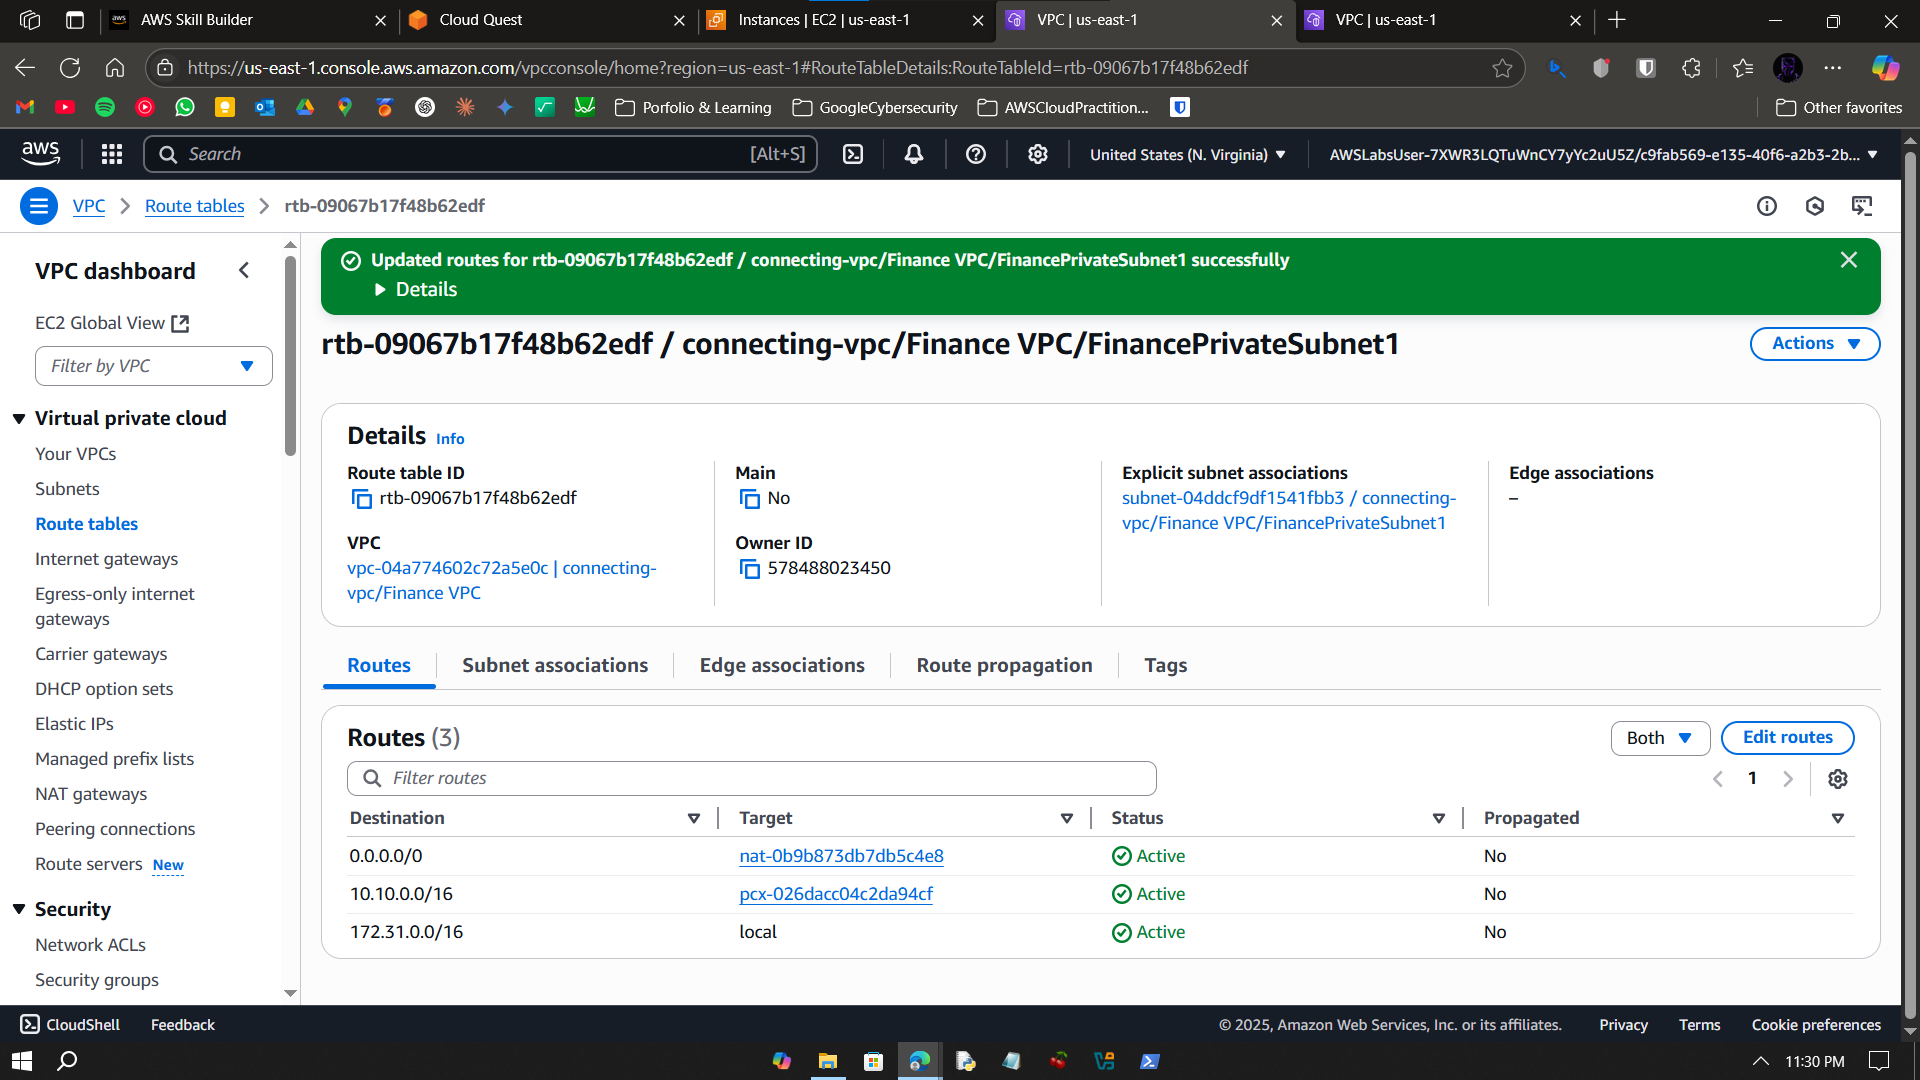 AWS Skill Builder
Cloud Quest
Instances | EC2 | us-east-1
VPC | us-east-1
VPC | us-east-1
https://us-east-1.console.aws.amazon.com/vpcconsole/home?region=us-east-1#RouteTableDetails:RouteTableId=rtb-09067b17f48b62edf
Porfolio & Learning
GoogleCybersecurity
AWSCloudPractition...
Other favorites
aws
Search
[Alt+S]
United States (N. Virginia)
AWSLabsUser-7XWR3LQTuWnCY7yYc2uU5Z/c9fab569-e135-40f6-a2b3-2b...
VPC
Route tables
rtb-09067b17f48b62edf
VPC dashboard
EC2 Global View
Filter by VPC
Virtual private cloud
Your VPCs
Subnets
Route tables
Internet gateways
Egress-only internet
gateways
Carrier gateways
DHCP option sets
Elastic IPs
Managed prefix lists
NAT gateways
Peering connections
Route servers New
Security
Network ACLs
Security groups
Updated routes for rtb-09067b17f48b62edf / connecting-vpc/Finance VPC/FinancePrivateSubnet1 successfully
Details
rtb-09067b17f48b62edf / connecting-vpc/Finance VPC/FinancePrivateSubnet1
Actions
Details Info
Route table ID
rtb-09067b17f48b62edf
VPC
vpc-04a774602c72a5e0c | connecting-
vpc/Finance VPC
Main
No
Owner ID
578488023450
Explicit subnet associations
subnet-04ddcf9df1541fbb3 / connecting-
vpc/Finance VPC/FinancePrivateSubnet1
Edge associations
–
Routes
Subnet associations
Edge associations
Route propagation
Tags
Routes (3)
Both
Edit routes
Filter routes
1
Destination Target Status Propagated
0.0.0.0/0 nat-0b9b873db7db5c4e8 Active No
10.10.0.0/16 pcx-026dacc04c2da94cf Active No
172.31.0.0/16 local Active No
CloudShell
Feedback
© 2025, Amazon Web Services, Inc. or its affiliates.
Privacy
Terms
Cookie preferences
11:30 PM